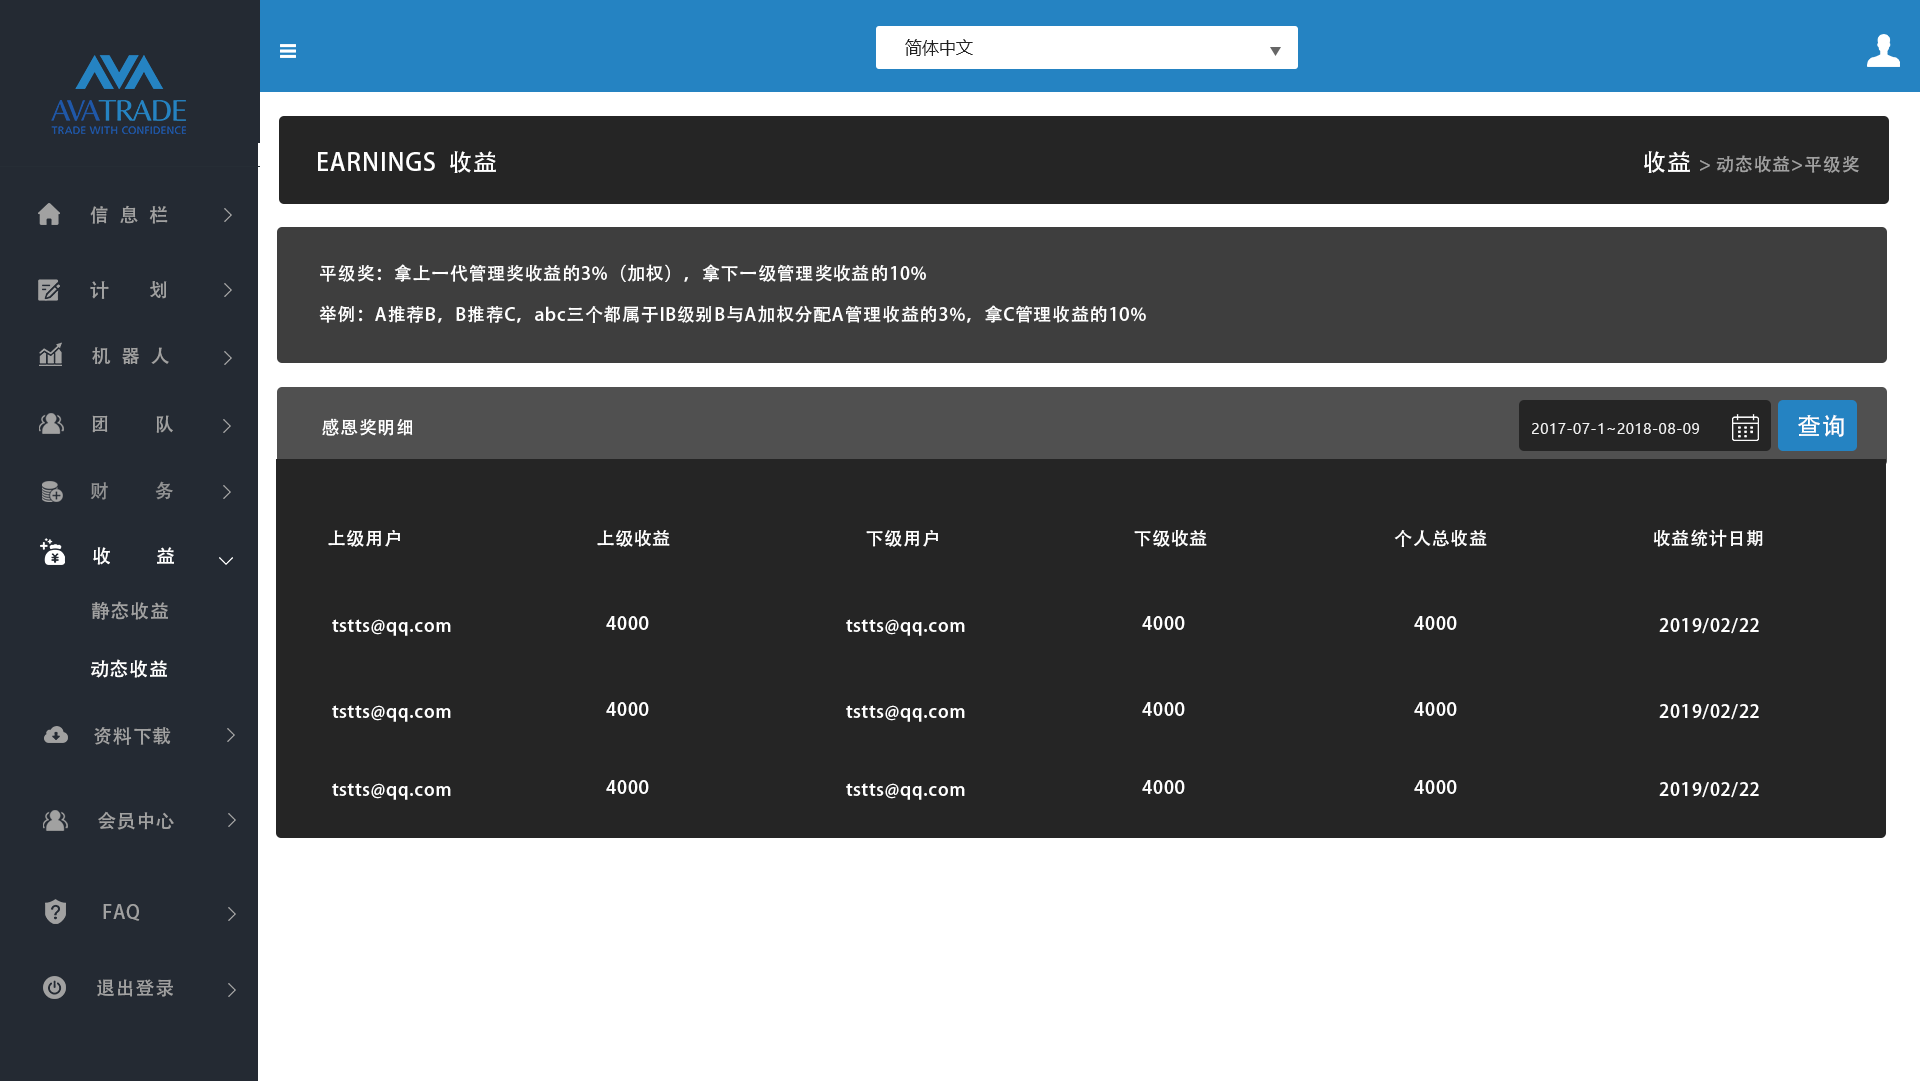 AVATRADE
TRADE WITH CONFIDENCE
简体中文
信息栏
计划
机器人
团队
财务
收益
静态收益
动态收益
资料下载
会员中心
FAQ
退出登录
EARNINGS 收益
收益 > 动态收益>平级奖
平级奖：拿上一代管理奖收益的3%（加权），拿下一级管理奖收益的10%
举例：A推荐B，B推荐C，abc三个都属于IB级别B与A加权分配A管理收益的3%，拿C管理收益的10%
感恩奖明细
2017-07-1~2018-08-09
查询
上级用户 上级收益 下级用户 下级收益 个人总收益 收益统计日期
tstts@qq.com 4000 tstts@qq.com 4000 4000 2019/02/22
tstts@qq.com 4000 tstts@qq.com 4000 4000 2019/02/22
tstts@qq.com 4000 tstts@qq.com 4000 4000 2019/02/22